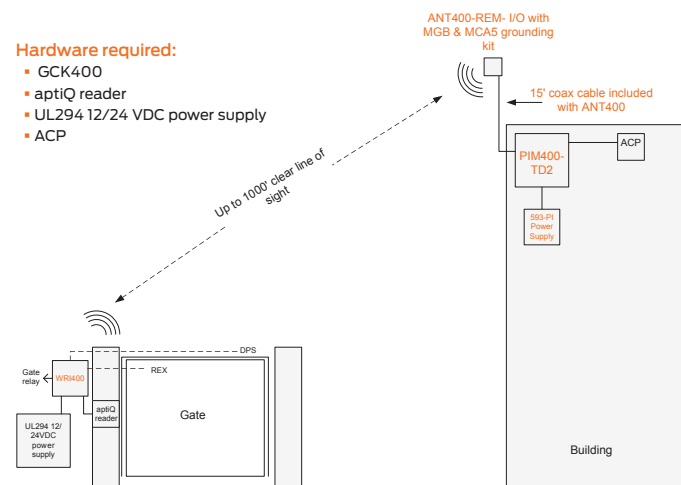 Hardware required:
GCK400
aptiQ reader
UL294 12/24 VDC power supply
ACP
ANT400-REM- I/O with
MGB & MCA5 grounding
kit
15' coax cable included
with ANT400
Up to 1000' clear line of
sight
PIM400-
TD2
ACP
593-PI
Power
Supply
DPS
REX
Gate
relay
WRI400
aptiQ
reader
Gate
UL294 12/
24VDC
power
supply
Building